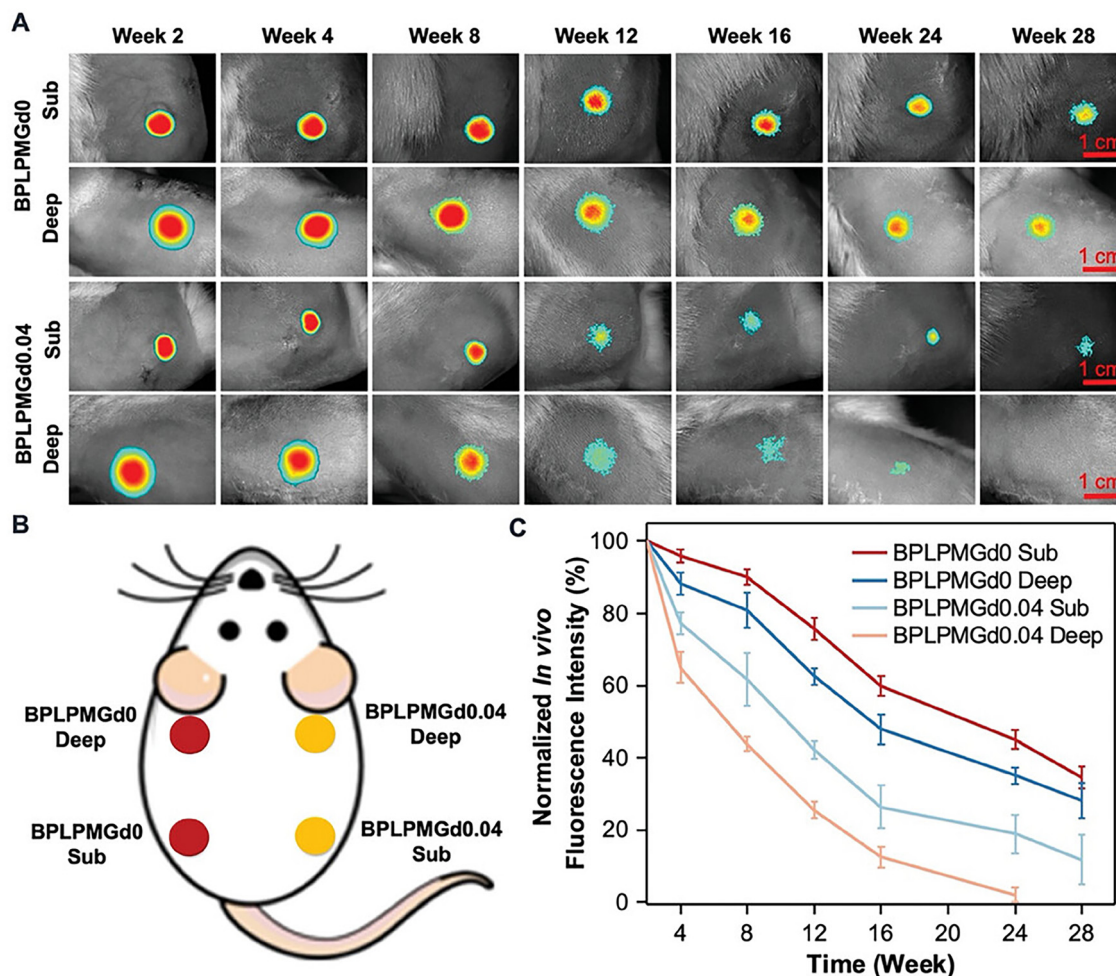 A
Week 2 Week 4 Week 8 Week 12 Week 16 Week 24 Week 28
BPLPMGd0
Sub
1 cm
Deep
1 cm
BPLPMGd0.04
Sub
1 cm
Deep
1 cm
B
BPLPMGd0
Deep
BPLPMGd0.04
Deep
BPLPMGd0
Sub
BPLPMGd0.04
Sub
C
Normalized In vivo
Fluorescence Intensity (%)
100
80
60
40
20
0
BPLPMGd0 Sub
BPLPMGd0 Deep
BPLPMGd0.04 Sub
BPLPMGd0.04 Deep
4 8 12 16 20 24 28
Time (Week)